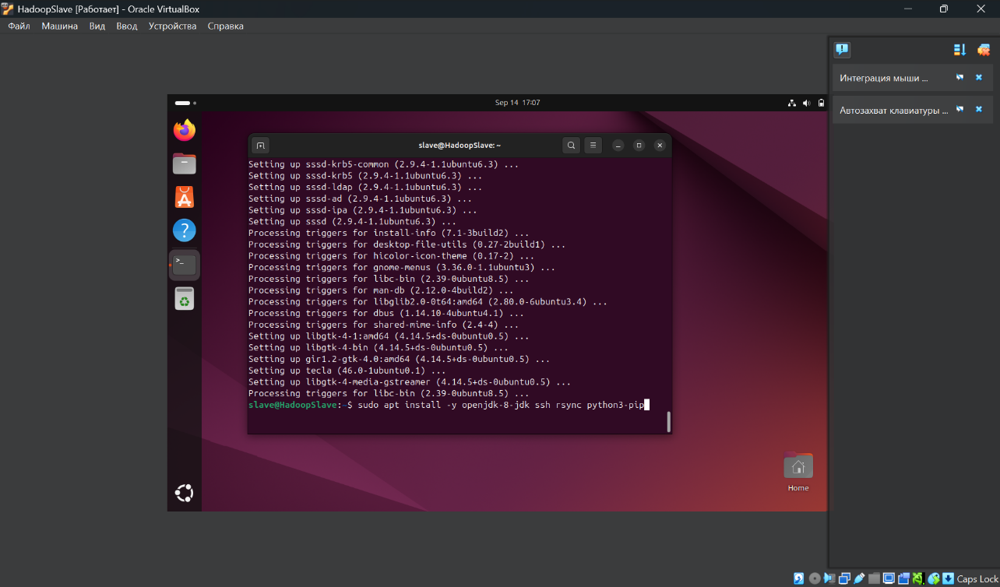 HadoopSlave [Работает] - Oracle VirtualBox
Файл Машина Вид Ввод Устройства Справка
Интеграция мыши ...
Автозахват клавиатуры ...
Sep 14 17:07
slave@HadoopSlave: ~
Setting up sssd-krb5-common (2.9.4-1.1ubuntu6.3) ...
Setting up sssd-krb5 (2.9.4-1.1ubuntu6.3) ...
Setting up sssd-ldap (2.9.4-1.1ubuntu6.3) ...
Setting up sssd-ad (2.9.4-1.1ubuntu6.3) ...
Setting up sssd-ipa (2.9.4-1.1ubuntu6.3) ...
Setting up sssd (2.9.4-1.1ubuntu6.3) ...
Processing triggers for install-info (7.1-3build2) ...
Processing triggers for desktop-file-utils (0.27-2build1) ...
Processing triggers for hicolor-icon-theme (0.17-2) ...
Processing triggers for gnome-menus (3.36.0-1.1ubuntu3) ...
Processing triggers for libc-bin (2.39-0ubuntu8.5) ...
Processing triggers for man-db (2.12.0-4build2) ...
Processing triggers for libglib2.0-0t64:amd64 (2.80.0-6ubuntu3.4) ...
Processing triggers for dbus (1.14.10-4ubuntu4.1) ...
Processing triggers for shared-mime-info (2.4-4) ...
Setting up libgtk-4-1:amd64 (4.14.5+ds-0ubuntu0.5) ...
Setting up libgtk-4-bin (4.14.5+ds-0ubuntu0.5) ...
Setting up gir1.2-gtk-4.0:amd64 (4.14.5+ds-0ubuntu0.5) ...
Setting up tecla (46.0-1ubuntu0.1) ...
Setting up libgtk-4-media-gstreamer (4.14.5+ds-0ubuntu0.5) ...
Processing triggers for libc-bin (2.39-0ubuntu8.5) ...
slave@HadoopSlave:~$ sudo apt install -y openjdk-8-jdk ssh rsync python3-pip
Home
Caps Lock